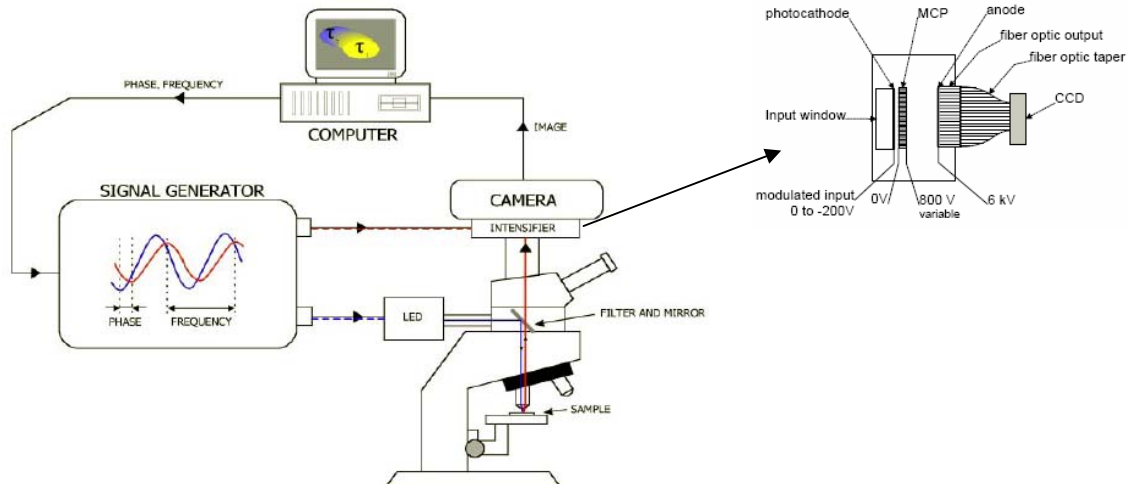 τ
τ
PHASE, FREQUENCY
COMPUTER
IMAGE
SIGNAL GENERATOR
PHASE
FREQUENCY
CAMERA
INTENSIFIER
LED
FILTER AND MIRROR
SAMPLE
photocathode
MCP
anode
fiber optic output
fiber optic taper
Input window
CCD
modulated input
0 to -200V
0V
800 V
variable
6 kV